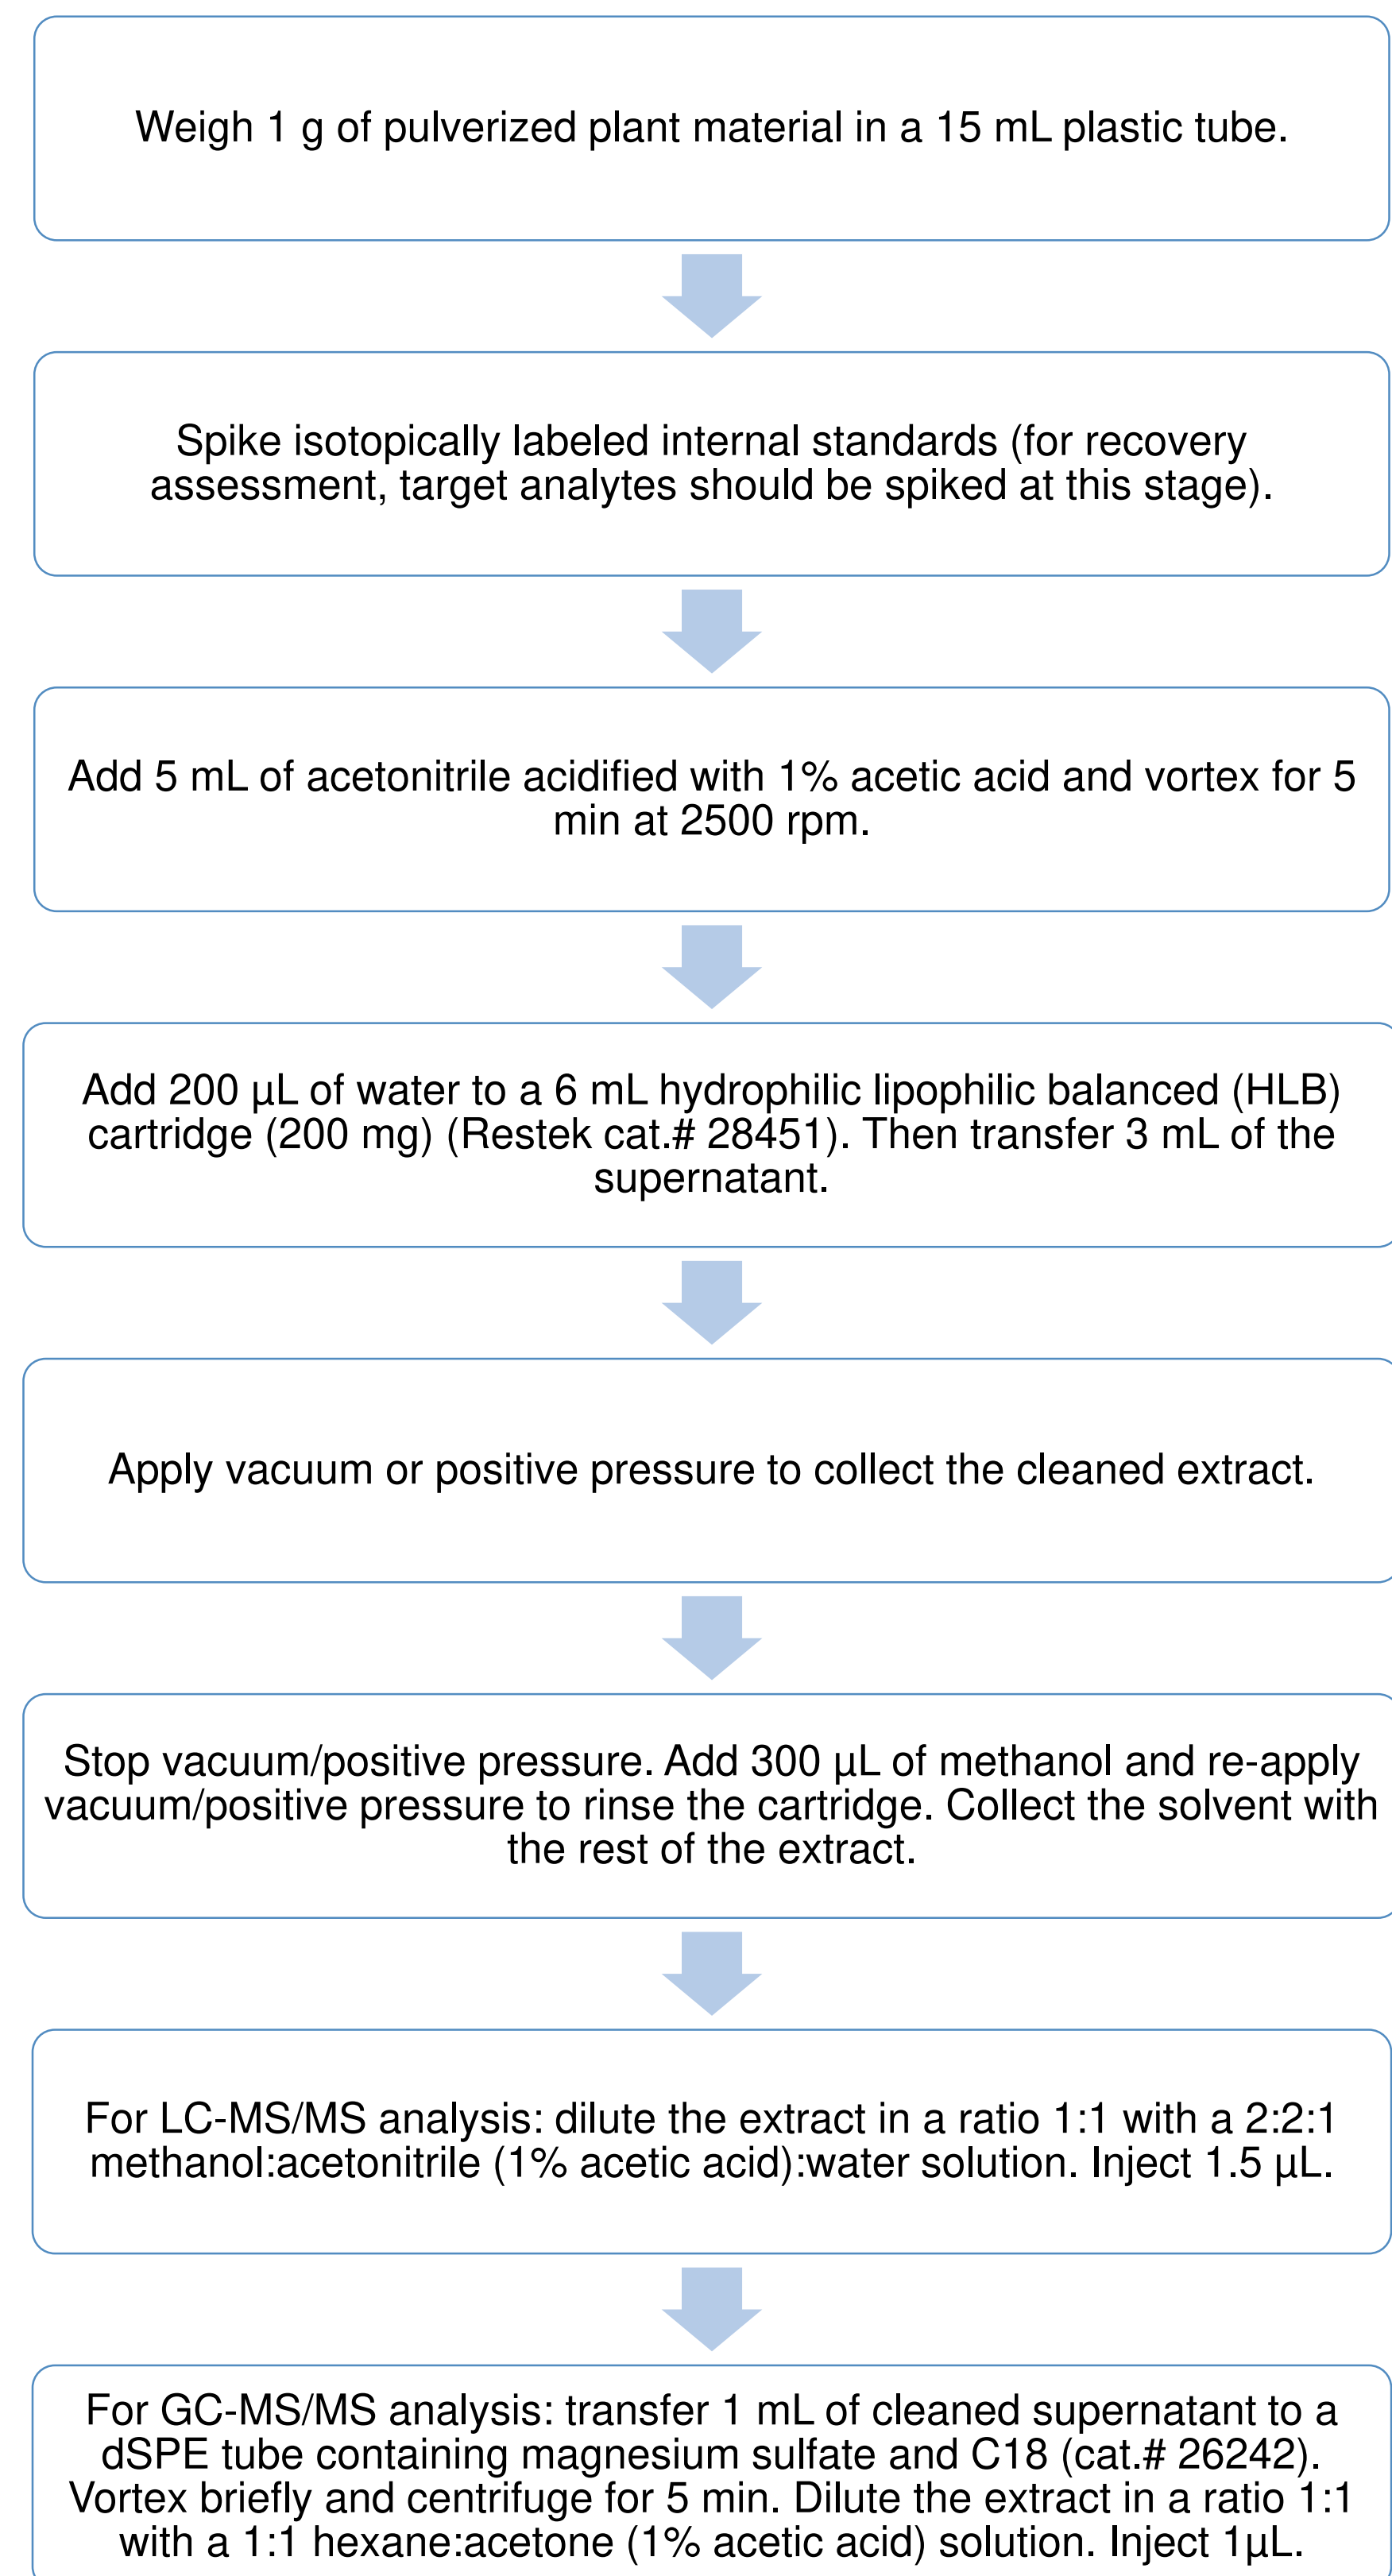 Weigh 1 g of pulverized plant material in a 15 mL plastic tube.
Spike isotopically labeled internal standards (for recovery
assessment, target analytes should be spiked at this stage).
Add 5 mL of acetonitrile acidified with 1% acetic acid and vortex for 5
min at 2500 rpm.
Add 200 µL of water to a 6 mL hydrophilic lipophilic balanced (HLB)
cartridge (200 mg) (Restek cat.# 28451). Then transfer 3 mL of the
supernatant.
Apply vacuum or positive pressure to collect the cleaned extract.
Stop vacuum/positive pressure. Add 300 µL of methanol and re-apply
vacuum/positive pressure to rinse the cartridge. Collect the solvent with
the rest of the extract.
For LC-MS/MS analysis: dilute the extract in a ratio 1:1 with a 2:2:1
methanol:acetonitrile (1% acetic acid):water solution. Inject 1.5 µL.
For GC-MS/MS analysis: transfer 1 mL of cleaned supernatant to a
dSPE tube containing magnesium sulfate and C18 (cat.# 26242).
Vortex briefly and centrifuge for 5 min. Dilute the extract in a ratio 1:1
with a 1:1 hexane:acetone (1% acetic acid) solution. Inject 1µL.